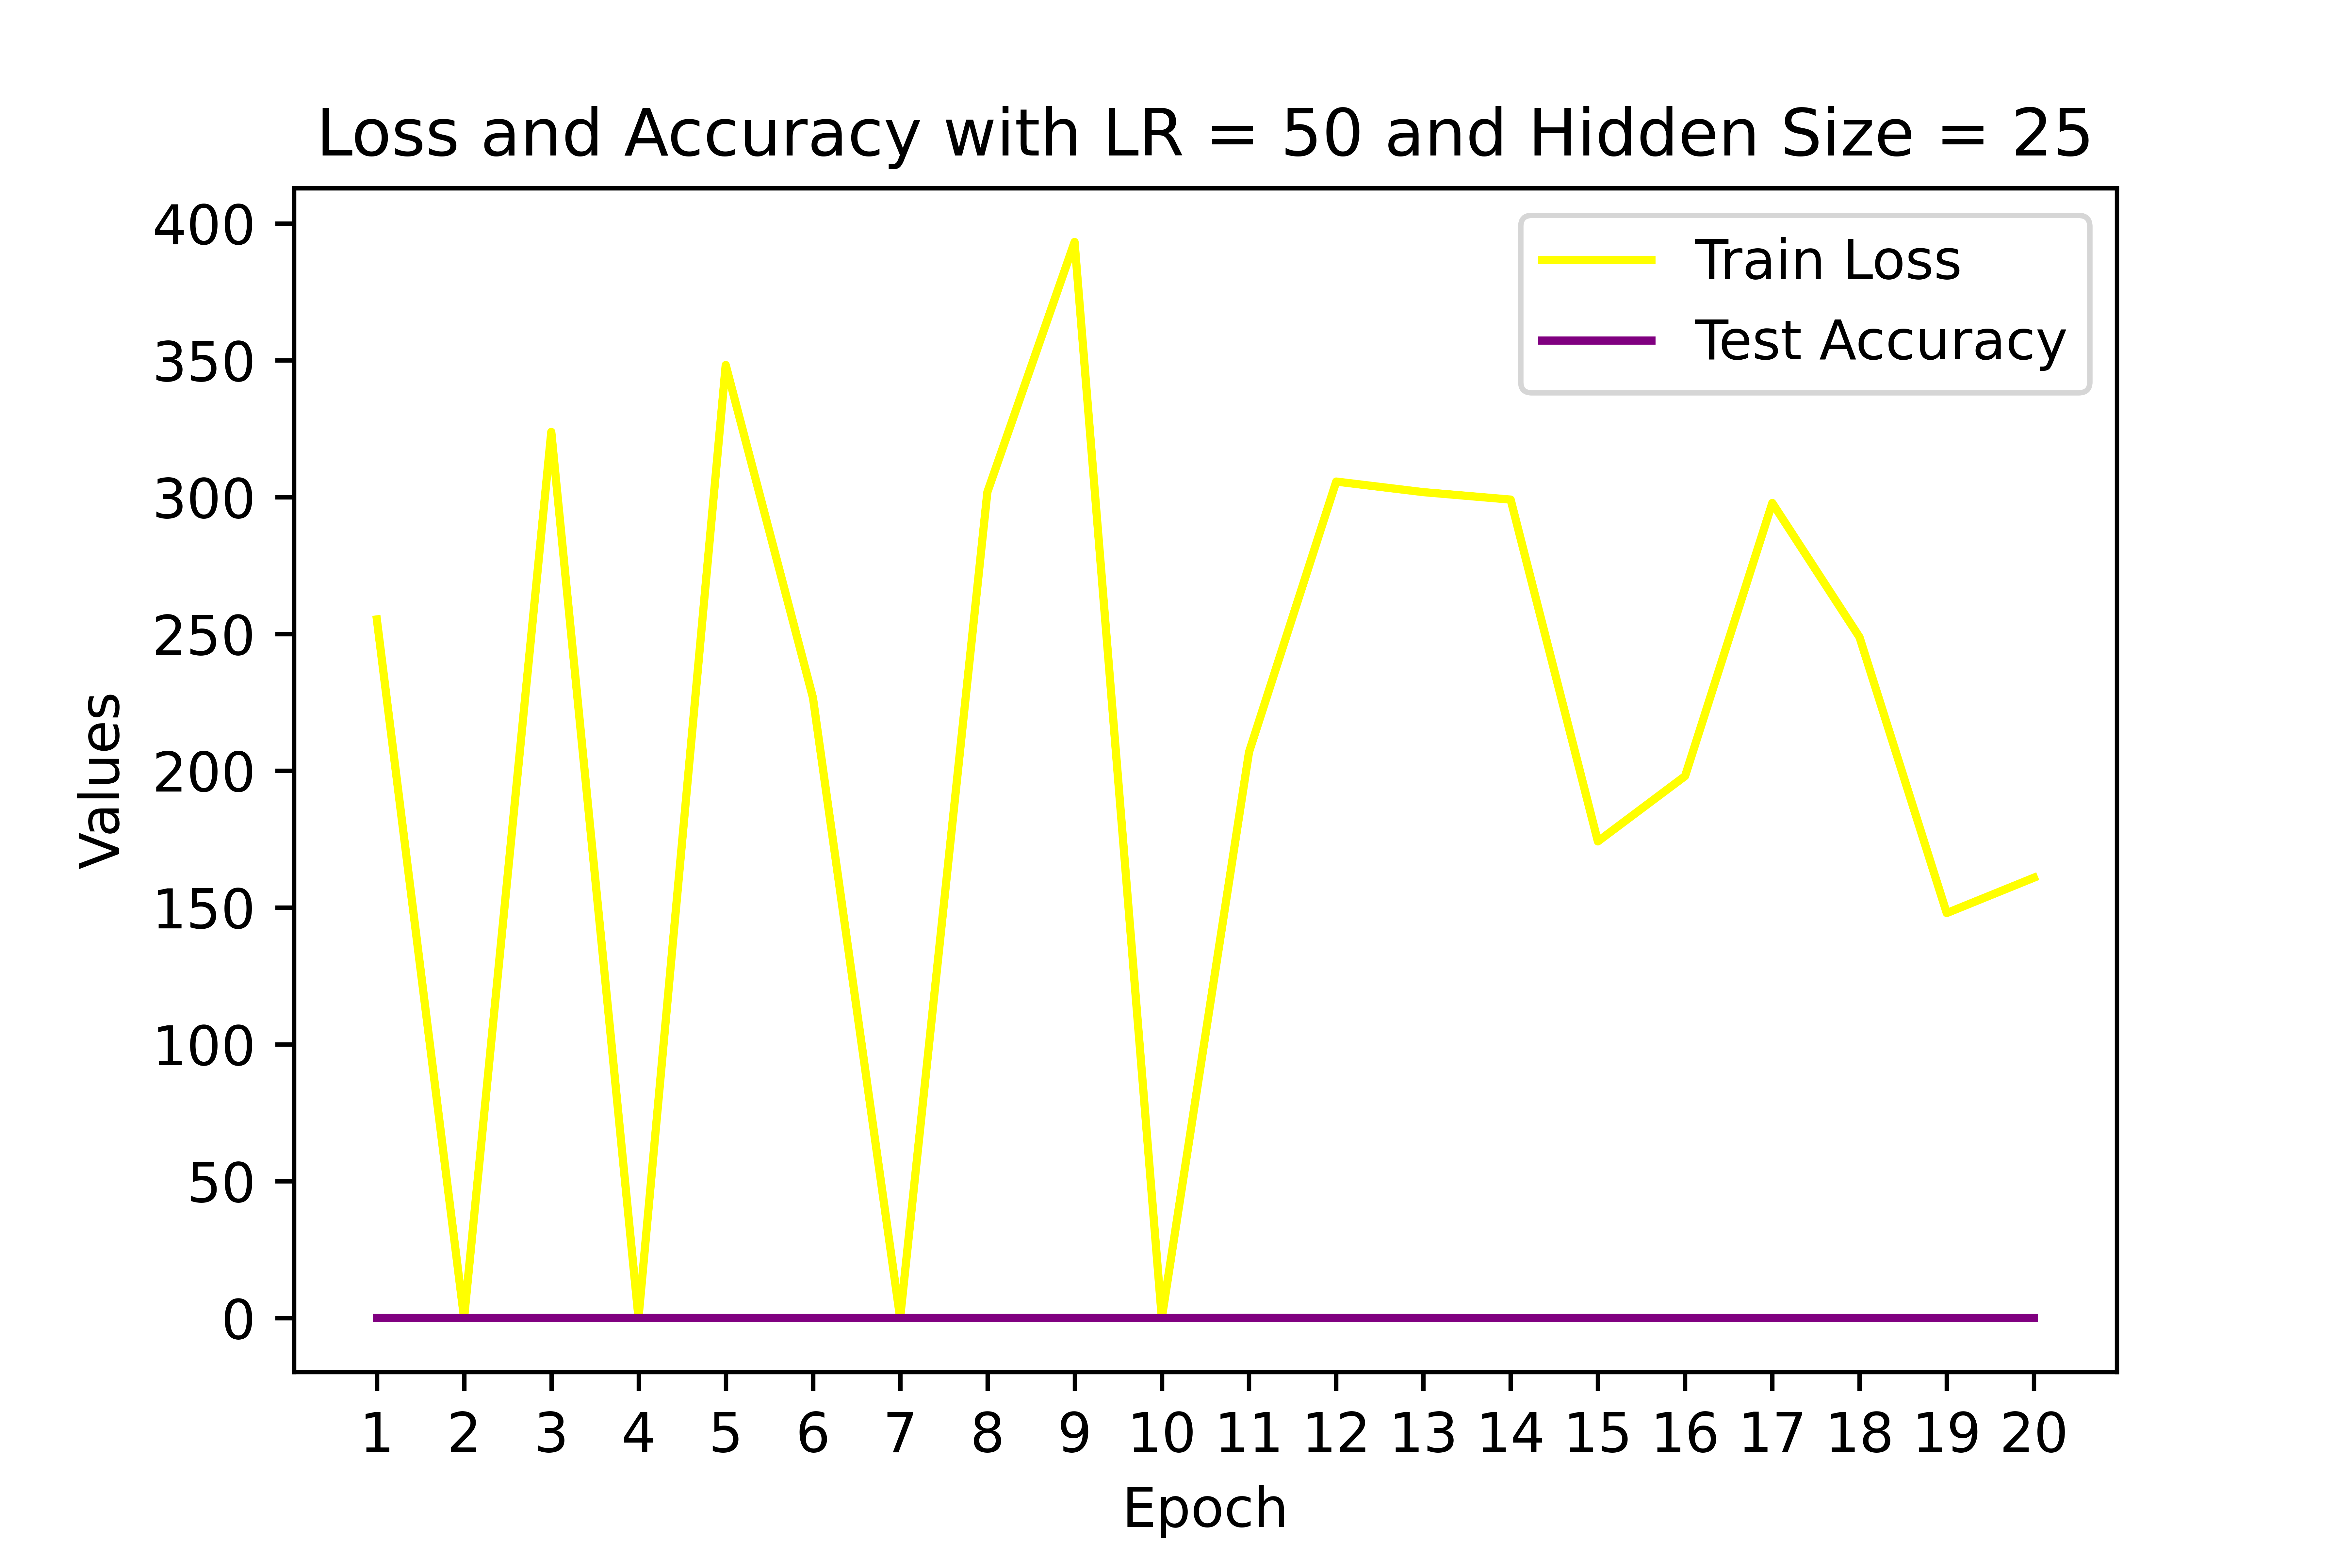 Loss and Accuracy with LR = 50 and Hidden Size = 25
400
350
300
250
200
150
100
50
0
Values
Train Loss
Test Accuracy
1 2 3 4 5 6 7 8 9 10 11 12 13 14 15 16 17 18 19 20
Epoch